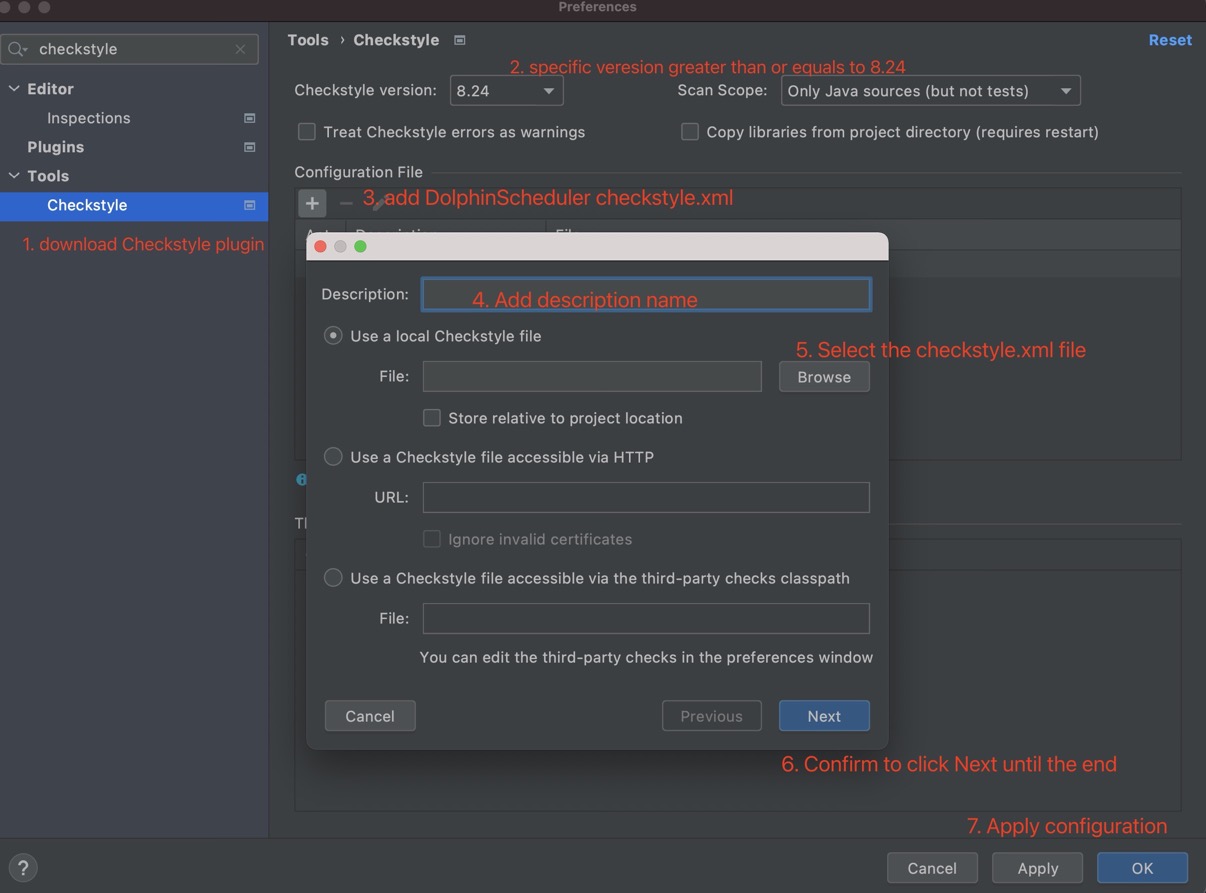 Preferences
checkstyle
Tools › Checkstyle
Reset
2. specific veresion greater than or equals to 8.24
Editor
Checkstyle version: 8.24 Scan Scope: Only Java sources (but not tests)
Inspections
Treat Checkstyle errors as warnings Copy libraries from project directory (requires restart)
Plugins
Tools
Configuration File
Checkstyle
+ − 3. add DolphinScheduler checkstyle.xml
1. download Checkstyle plugin
Description: 4. Add description name
Use a local Checkstyle file
5. Select the checkstyle.xml file
File: Browse
Store relative to project location
Use a Checkstyle file accessible via HTTP
URL:
Ignore invalid certificates
Use a Checkstyle file accessible via the third-party checks classpath
File:
You can edit the third-party checks in the preferences window
Cancel Previous Next
6. Confirm to click Next until the end
7. Apply configuration
? Cancel Apply OK